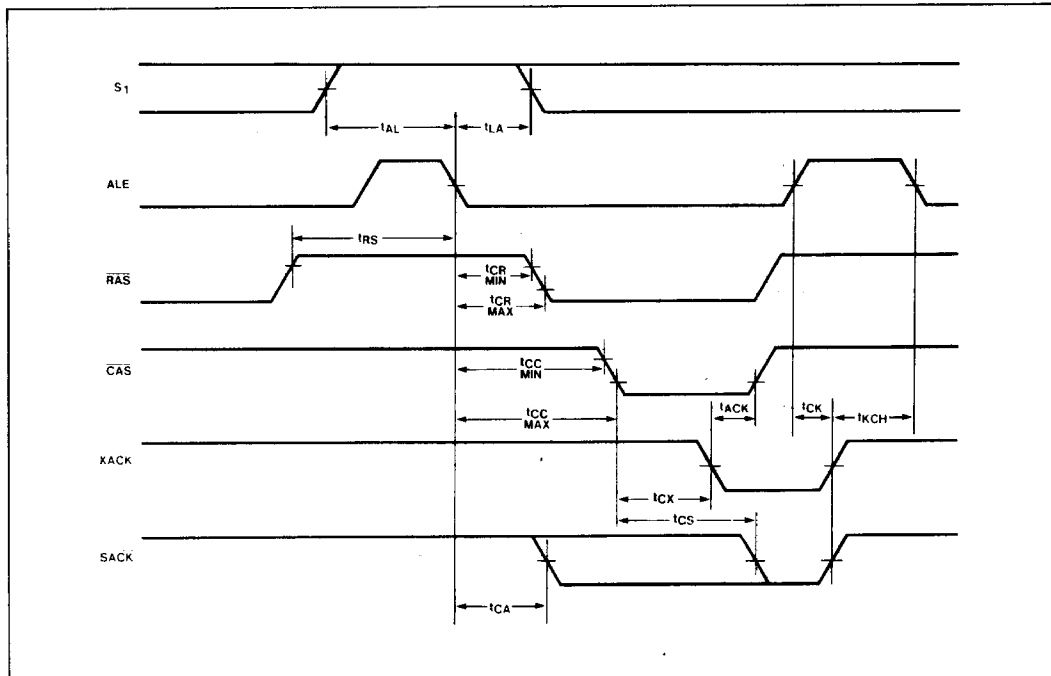 S1
tAL
tLA
ALE
tRS
RAS
tCR
MIN
tCR
MAX
CAS
tCC
MIN
tCC
MAX
tACK
tCK
tKCH
XACK
tCX
tCS
SACK
tCA